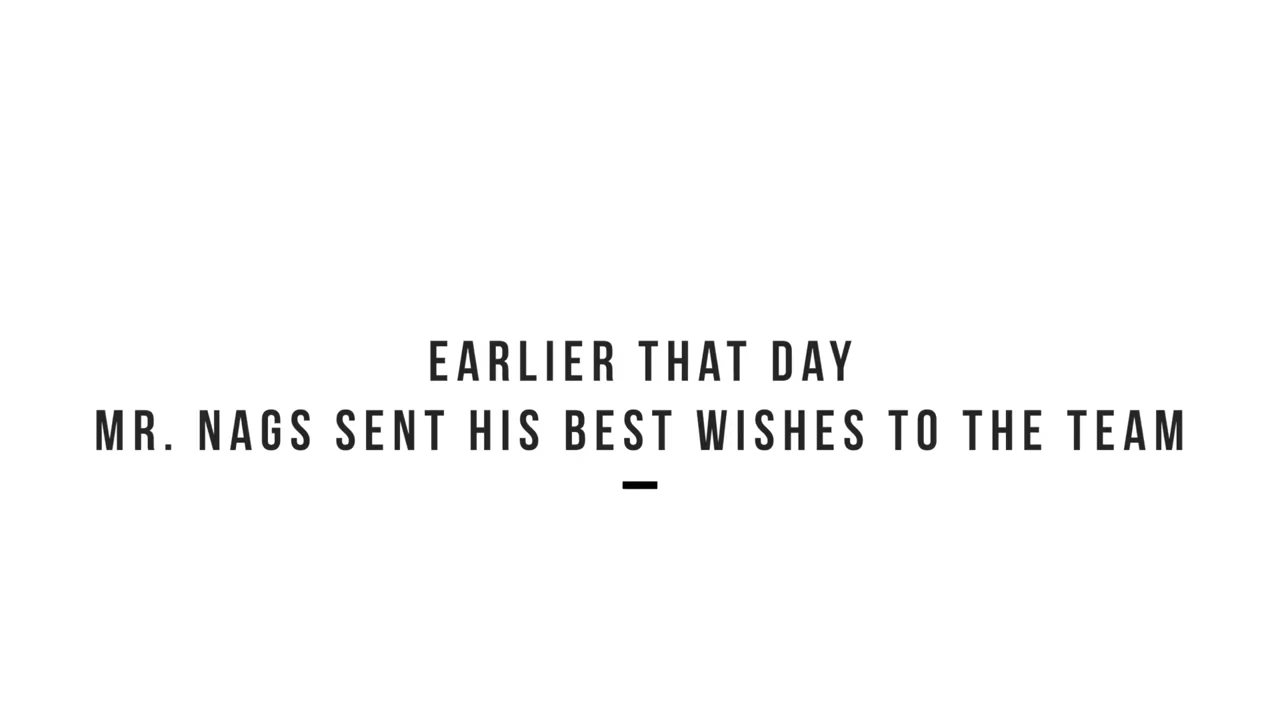 EARLIER THAT DAY
MR. NAGS SENT HIS BEST WISHES TO THE TEAM